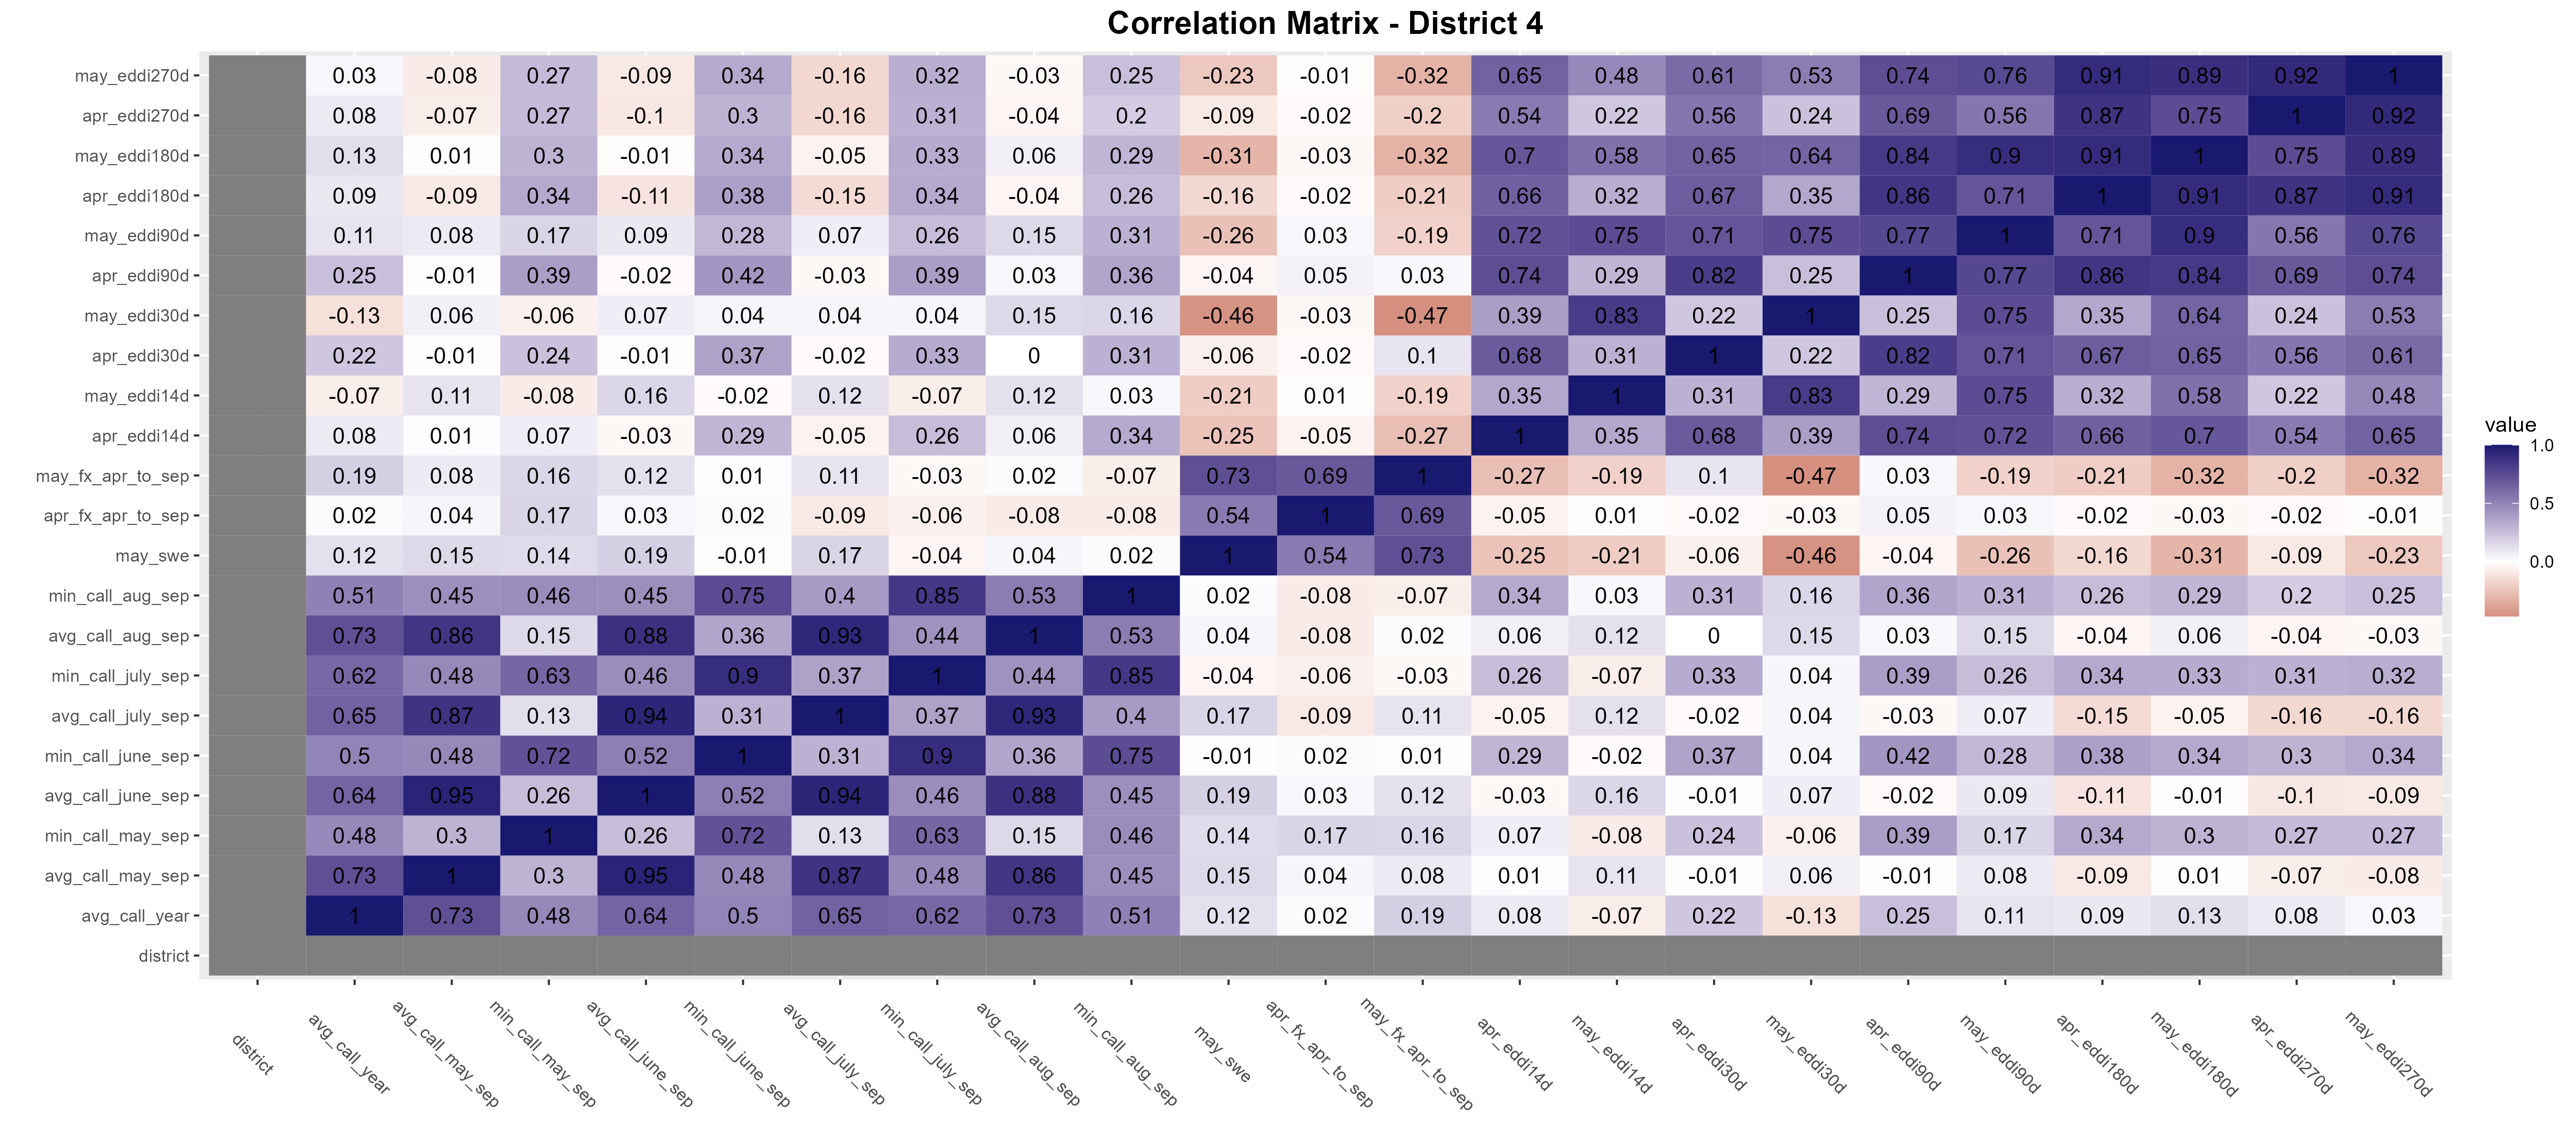 Correlation Matrix - District 4
may_eddi270d 0.03 -0.08 0.27 -0.09 0.34 -0.16 0.32 -0.03 0.25 -0.23 -0.01 -0.32 0.65 0.48 0.61 0.53 0.74 0.76 0.91 0.89 0.92 1
apr_eddi270d 0.08 -0.07 0.27 -0.1 0.3 -0.16 0.31 -0.04 0.2 -0.09 -0.02 -0.2 0.54 0.22 0.56 0.24 0.69 0.56 0.87 0.75 1 0.92
may_eddi180d 0.13 0.01 0.3 -0.01 0.34 -0.05 0.33 0.06 0.29 -0.31 -0.03 -0.32 0.7 0.58 0.65 0.64 0.84 0.9 0.91 1 0.75 0.89
apr_eddi180d 0.09 -0.09 0.34 -0.11 0.38 -0.15 0.34 -0.04 0.26 -0.16 -0.02 -0.21 0.66 0.32 0.67 0.35 0.86 0.71 1 0.91 0.87 0.91
may_eddi90d 0.11 0.08 0.17 0.09 0.28 0.07 0.26 0.15 0.31 -0.26 0.03 -0.19 0.72 0.75 0.71 0.75 0.77 1 0.71 0.9 0.56 0.76
apr_eddi90d 0.25 -0.01 0.39 -0.02 0.42 -0.03 0.39 0.03 0.36 -0.04 0.05 0.03 0.74 0.29 0.82 0.25 1 0.77 0.86 0.84 0.69 0.74
may_eddi30d -0.13 0.06 -0.06 0.07 0.04 0.04 0.04 0.15 0.16 -0.46 -0.03 -0.47 0.39 0.83 0.22 1 0.25 0.75 0.35 0.64 0.24 0.53
apr_eddi30d 0.22 -0.01 0.24 -0.01 0.37 -0.02 0.33 0 0.31 -0.06 -0.02 0.1 0.68 0.31 1 0.22 0.82 0.71 0.67 0.65 0.56 0.61
may_eddi14d -0.07 0.11 -0.08 0.16 -0.02 0.12 -0.07 0.12 0.03 -0.21 0.01 -0.19 0.35 1 0.31 0.83 0.29 0.75 0.32 0.58 0.22 0.48
apr_eddi14d 0.08 0.01 0.07 -0.03 0.29 -0.05 0.26 0.06 0.34 -0.25 -0.05 -0.27 1 0.35 0.68 0.39 0.74 0.72 0.66 0.7 0.54 0.65
may_fx_apr_to_sep 0.19 0.08 0.16 0.12 0.01 0.11 -0.03 0.02 -0.07 0.73 0.69 1 -0.27 -0.19 0.1 -0.47 0.03 -0.19 -0.21 -0.32 -0.2 -0.32
apr_fx_apr_to_sep 0.02 0.04 0.17 0.03 0.02 -0.09 -0.06 -0.08 -0.08 0.54 1 0.69 -0.05 0.01 -0.02 -0.03 0.05 0.03 -0.02 -0.03 -0.02 -0.01
may_swe 0.12 0.15 0.14 0.19 -0.01 0.17 -0.04 0.04 0.02 1 0.54 0.73 -0.25 -0.21 -0.06 -0.46 -0.04 -0.26 -0.16 -0.31 -0.09 -0.23
min_call_aug_sep 0.51 0.45 0.46 0.45 0.75 0.4 0.85 0.53 1 0.02 -0.08 -0.07 0.34 0.03 0.31 0.16 0.36 0.31 0.26 0.29 0.2 0.25
avg_call_aug_sep 0.73 0.86 0.15 0.88 0.36 0.93 0.44 1 0.53 0.04 -0.08 0.02 0.06 0.12 0 0.15 0.03 0.15 -0.04 0.06 -0.04 -0.03
min_call_july_sep 0.62 0.48 0.63 0.46 0.9 0.37 1 0.44 0.85 -0.04 -0.06 -0.03 0.26 -0.07 0.33 0.04 0.39 0.26 0.34 0.33 0.31 0.32
avg_call_july_sep 0.65 0.87 0.13 0.94 0.31 1 0.37 0.93 0.4 0.17 -0.09 0.11 -0.05 0.12 -0.02 0.04 -0.03 0.07 -0.15 -0.05 -0.16 -0.16
min_call_june_sep 0.5 0.48 0.72 0.52 1 0.31 0.9 0.36 0.75 -0.01 0.02 0.01 0.29 -0.02 0.37 0.04 0.42 0.28 0.38 0.34 0.3 0.34
avg_call_june_sep 0.64 0.95 0.26 1 0.52 0.94 0.46 0.88 0.45 0.19 0.03 0.12 -0.03 0.16 -0.01 0.07 -0.02 0.09 -0.11 -0.01 -0.1 -0.09
min_call_may_sep 0.48 0.3 1 0.26 0.72 0.13 0.63 0.15 0.46 0.14 0.17 0.16 0.07 -0.08 0.24 -0.06 0.39 0.17 0.34 0.3 0.27 0.27
avg_call_may_sep 0.73 1 0.3 0.95 0.48 0.87 0.48 0.86 0.45 0.15 0.04 0.08 0.01 0.11 -0.01 0.06 -0.01 0.08 -0.09 0.01 -0.07 -0.08
avg_call_year 1 0.73 0.48 0.64 0.5 0.65 0.62 0.73 0.51 0.12 0.02 0.19 0.08 -0.07 0.22 -0.13 0.25 0.11 0.09 0.13 0.08 0.03
district
district avg_call_year avg_call_may_sep min_call_may_sep avg_call_june_sep min_call_june_sep avg_call_july_sep min_call_july_sep avg_call_aug_sep min_call_aug_sep may_swe apr_fx_apr_to_sep may_fx_apr_to_sep apr_eddi14d may_eddi14d apr_eddi30d may_eddi30d apr_eddi90d may_eddi90d apr_eddi180d may_eddi180d apr_eddi270d may_eddi270d
value
1.0
0.5
0.0